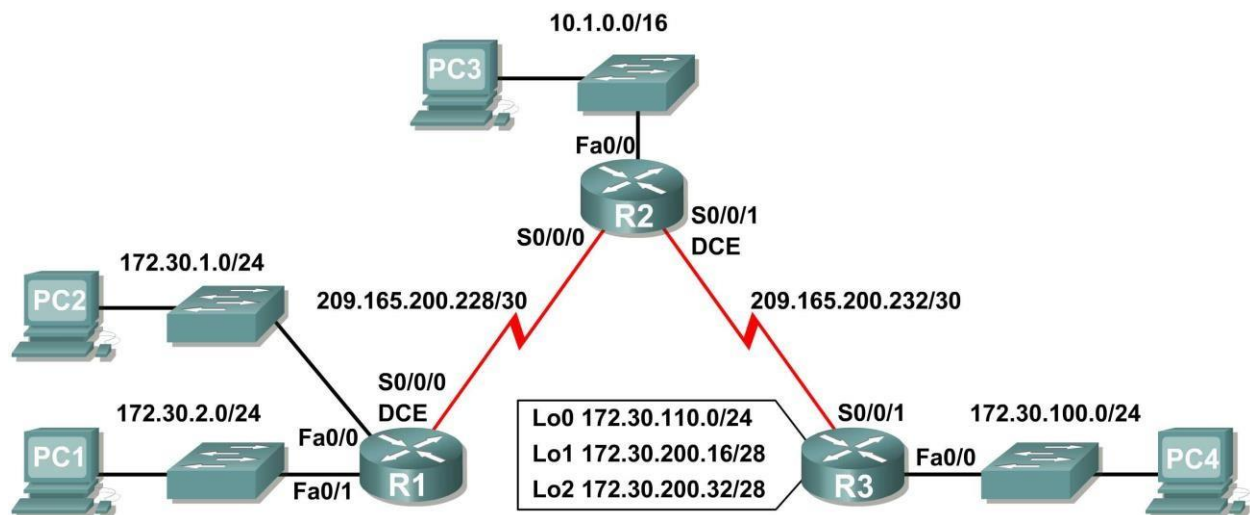 10.1.0.0/16
PC3
Fa0/0
R2
S0/0/1
DCE
S0/0/0
172.30.1.0/24
PC2
209.165.200.228/30
209.165.200.232/30
S0/0/0
DCE
172.30.2.0/24
Fa0/0
PC1
Fa0/1
R1
Lo0 172.30.110.0/24
Lo1 172.30.200.16/28
Lo2 172.30.200.32/28
S0/0/1
172.30.100.0/24
Fa0/0
R3
PC4